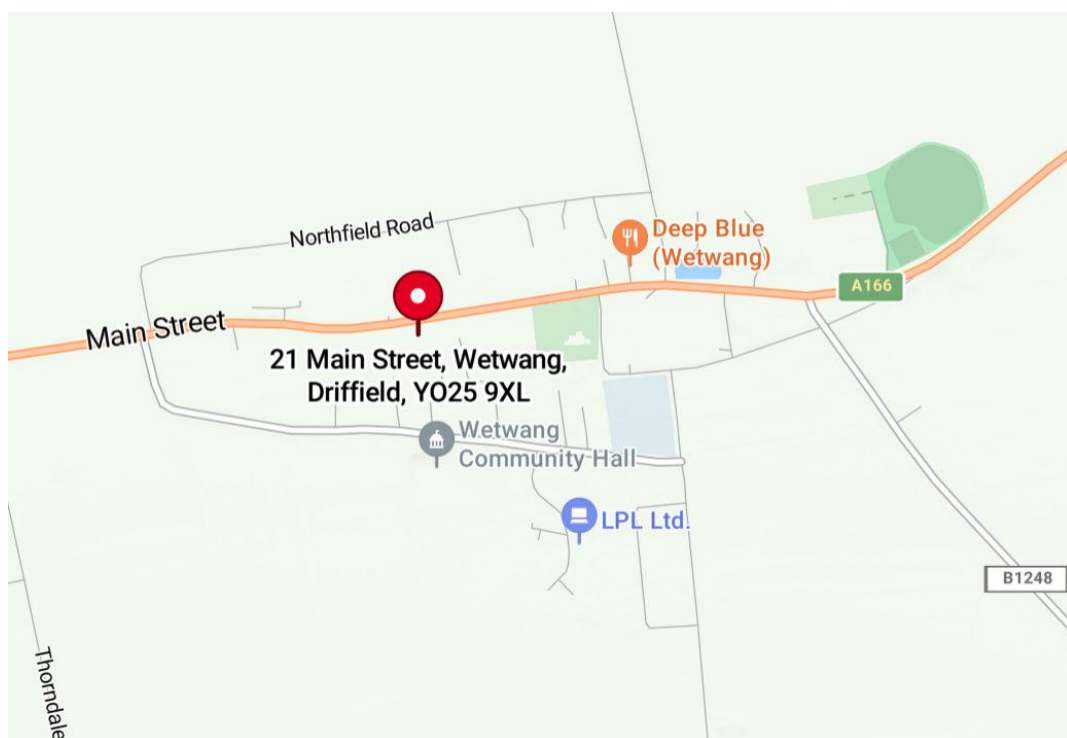 Northfield Road
Deep Blue
(Wetwang)
A166
Main Street
21 Main Street, Wetwang,
Driffield, YO25 9XL
Wetwang
Community Hall
LPL Ltd.
B1248
Thorndale